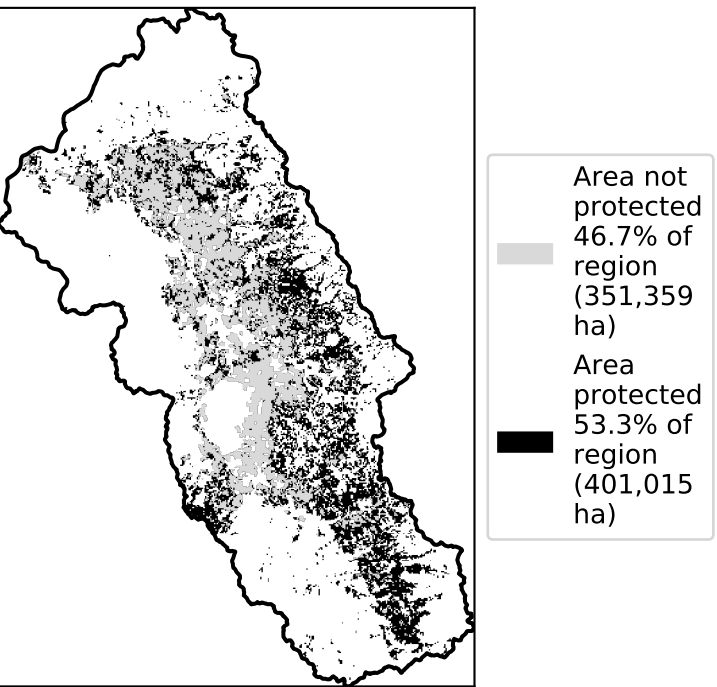 Area not
protected
46.7% of
region
(351,359
ha)
Area
protected
53.3% of
region
(401,015
ha)